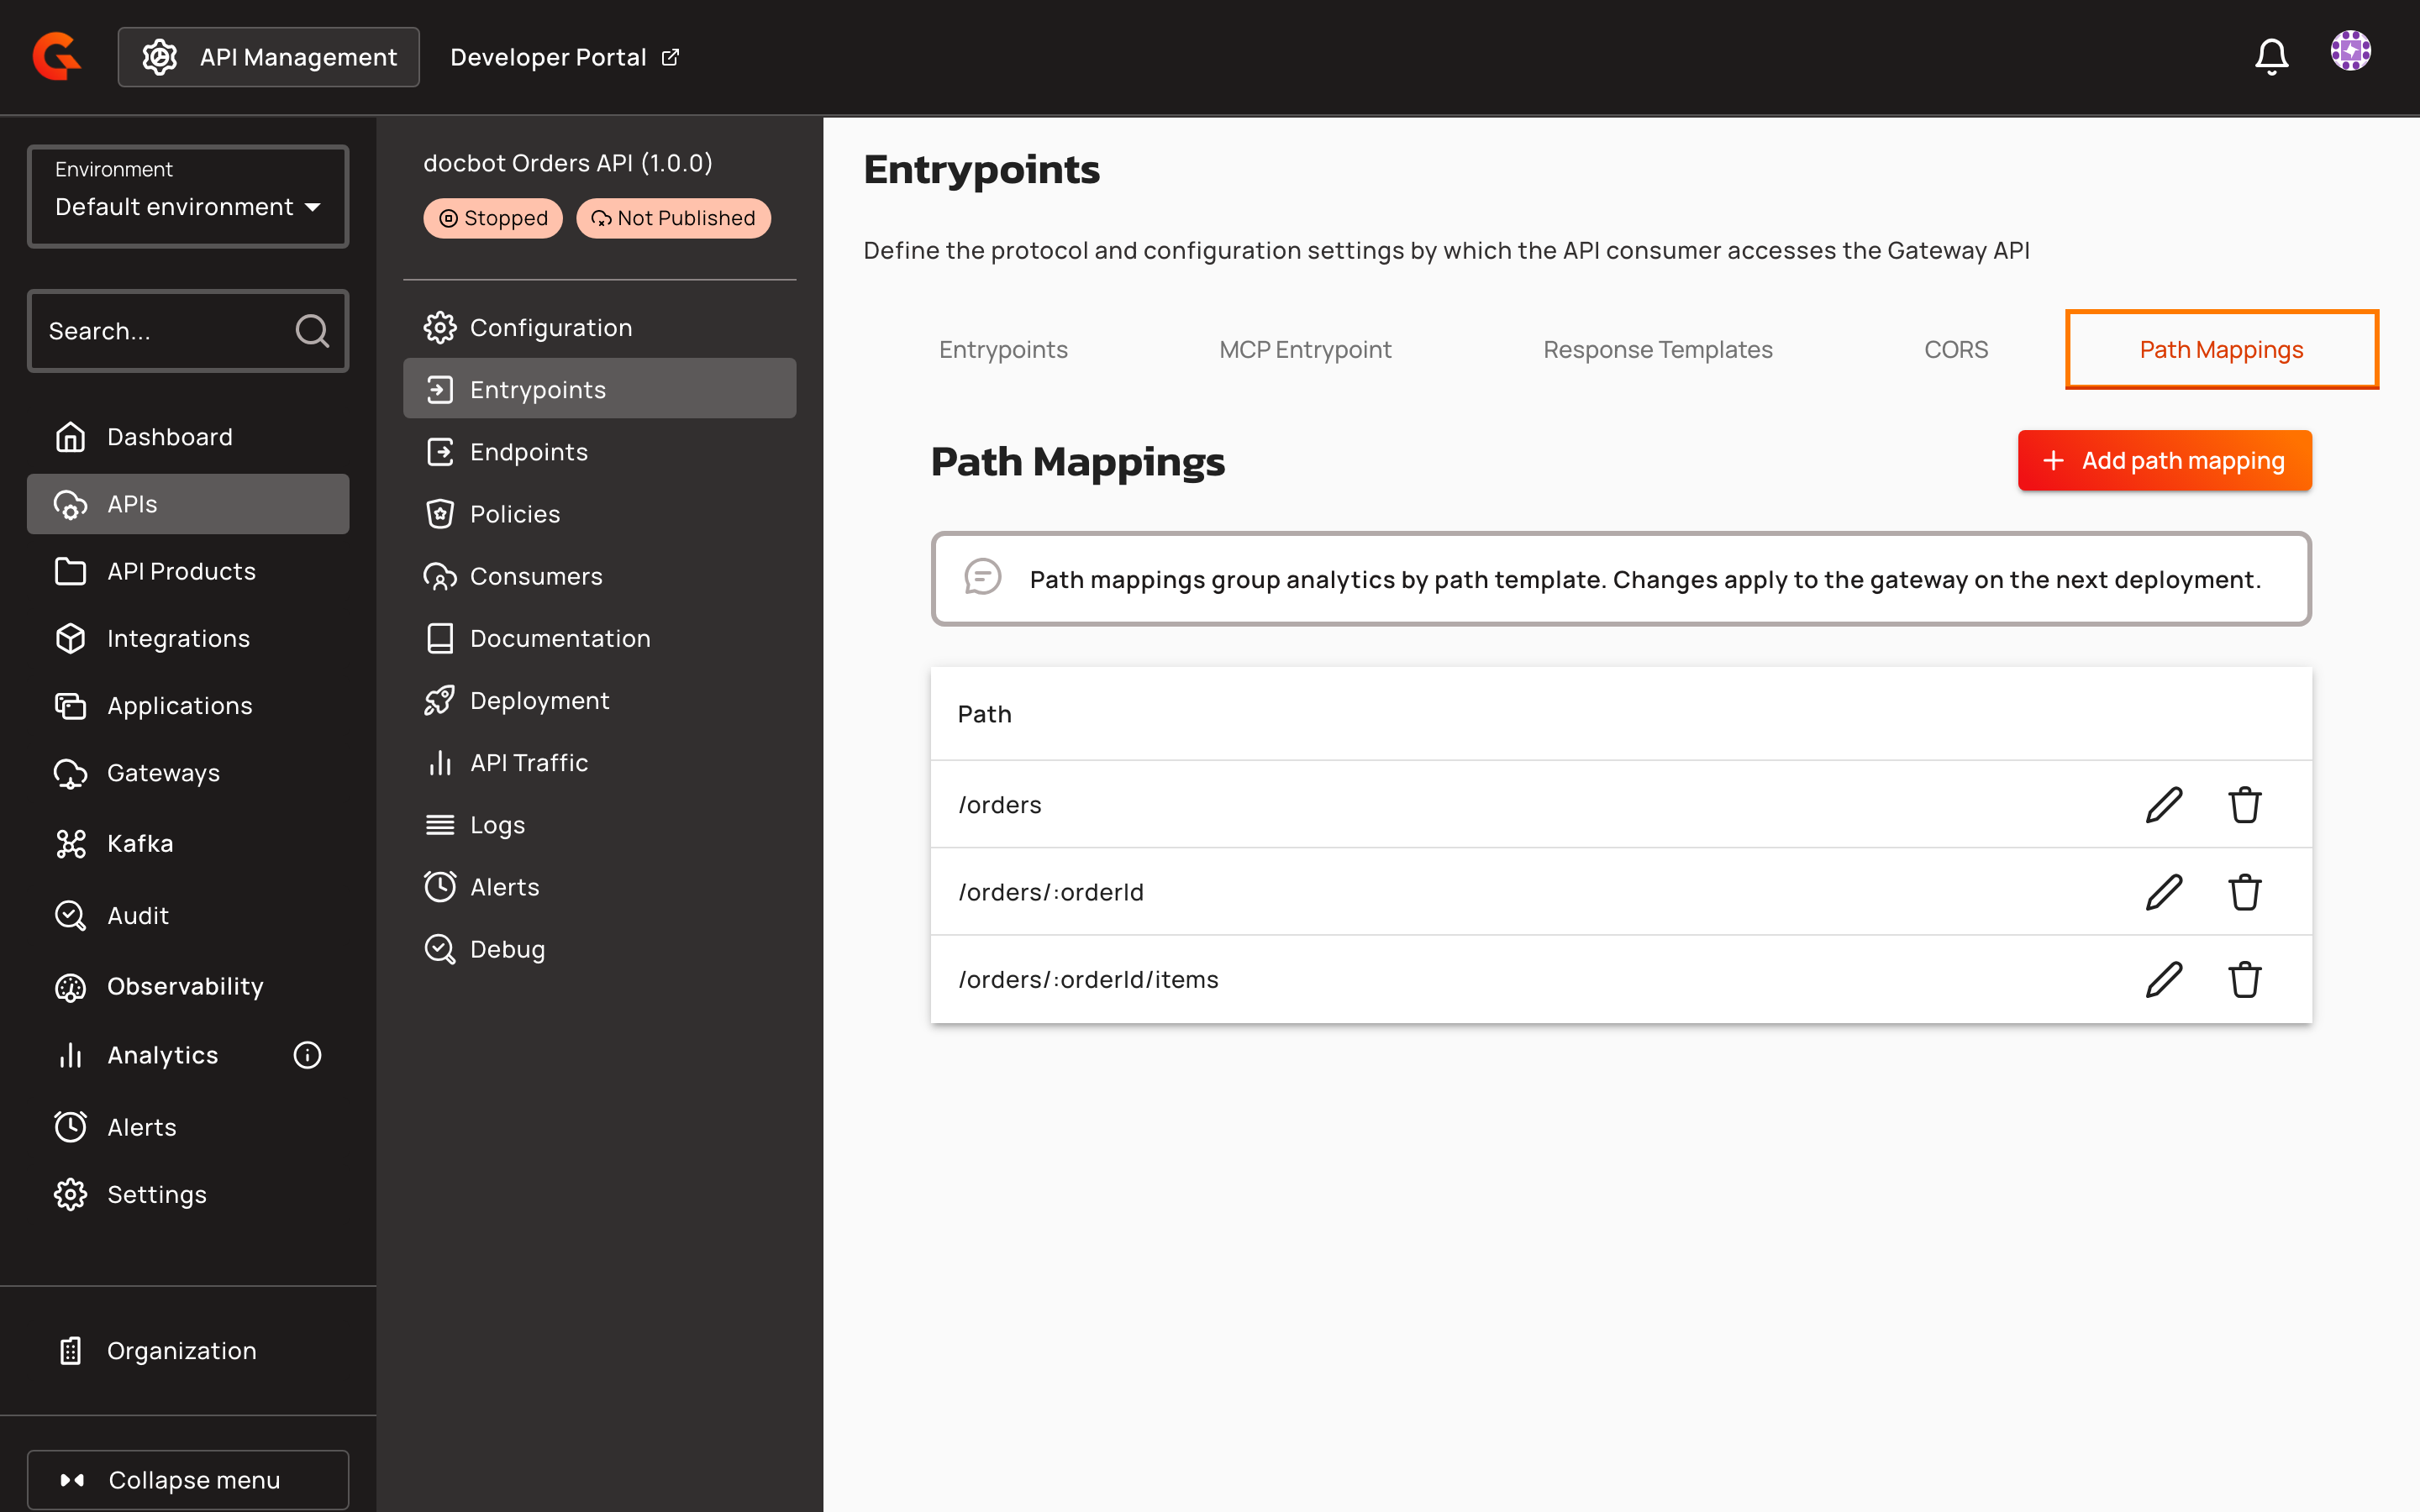 API Management
Developer Portal
Environment
Default environment
Search...
Dashboard
APIs
API Products
Integrations
Applications
Gateways
Kafka
Audit
Observability
Analytics
Alerts
Settings
Organization
Collapse menu
docbot Orders API (1.0.0)
Stopped
Not Published
Configuration
Entrypoints
Endpoints
Policies
Consumers
Documentation
Deployment
API Traffic
Logs
Alerts
Debug
Entrypoints
Define the protocol and configuration settings by which the API consumer accesses the Gateway API
Entrypoints
MCP Entrypoint
Response Templates
CORS
Path Mappings
Path Mappings
Add path mapping
Path mappings group analytics by path template. Changes apply to the gateway on the next deployment.
Path
/orders
/orders/:orderId
/orders/:orderId/items